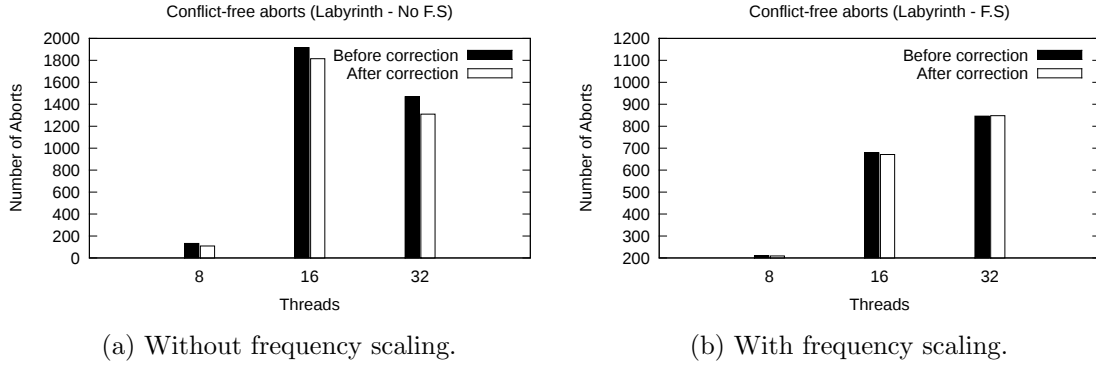 Conflict-free aborts (Labyrinth - No F.S)
Number of Aborts
2000
1800
1600
1400
1200
1000
800
600
400
200
0
Before correction
After correction
8 16 32
Threads
(a) Without frequency scaling.
Conflict-free aborts (Labyrinth - F.S)
Number of Aborts
1200
1100
1000
900
800
700
600
500
400
300
200
Before correction
After correction
8 16 32
Threads
(b) With frequency scaling.